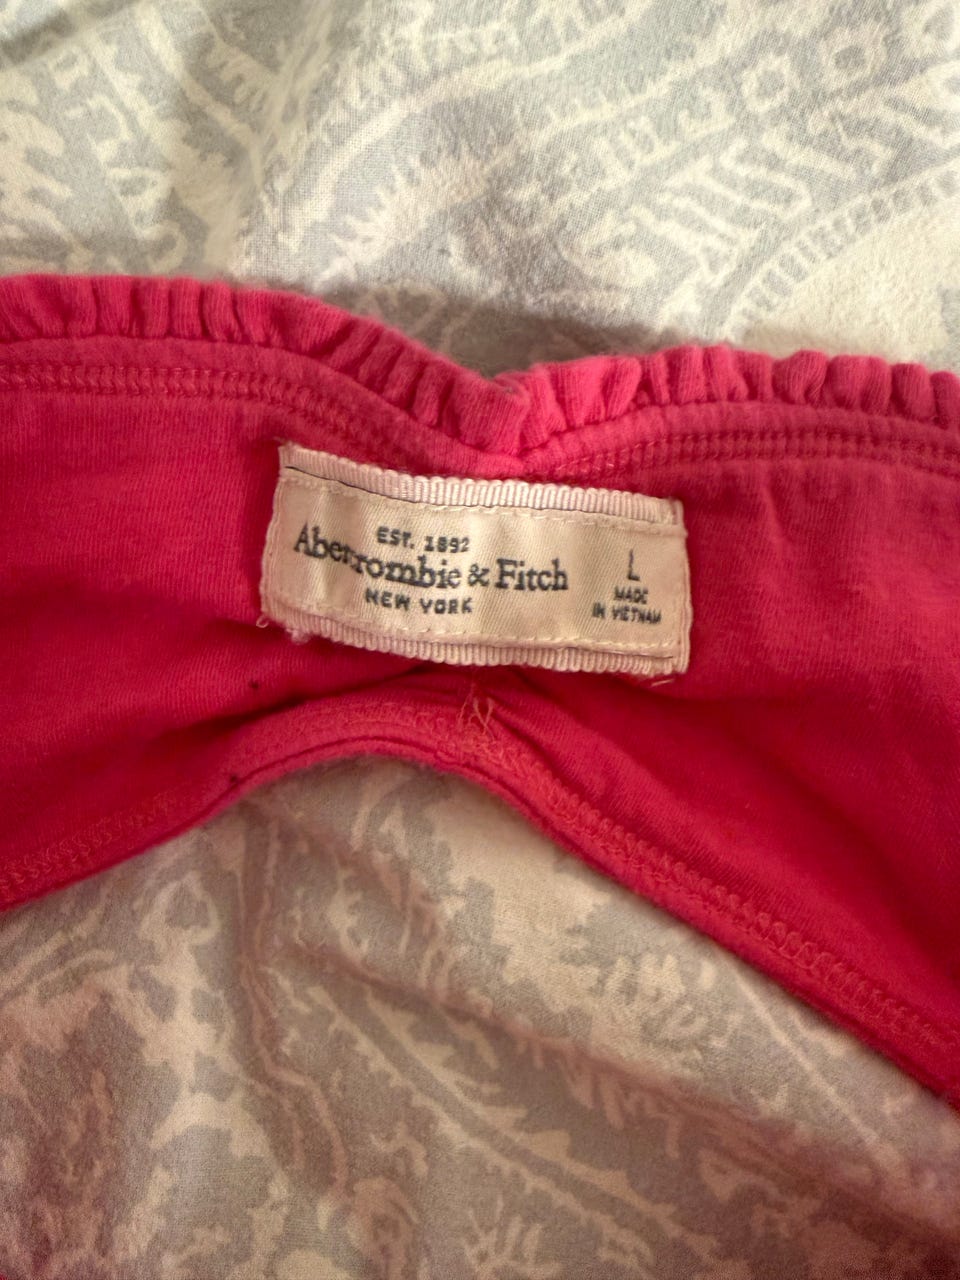 EST. 1892
Abercrombie & Fitch
NEW YORK
L
MADE
IN VIETNAM